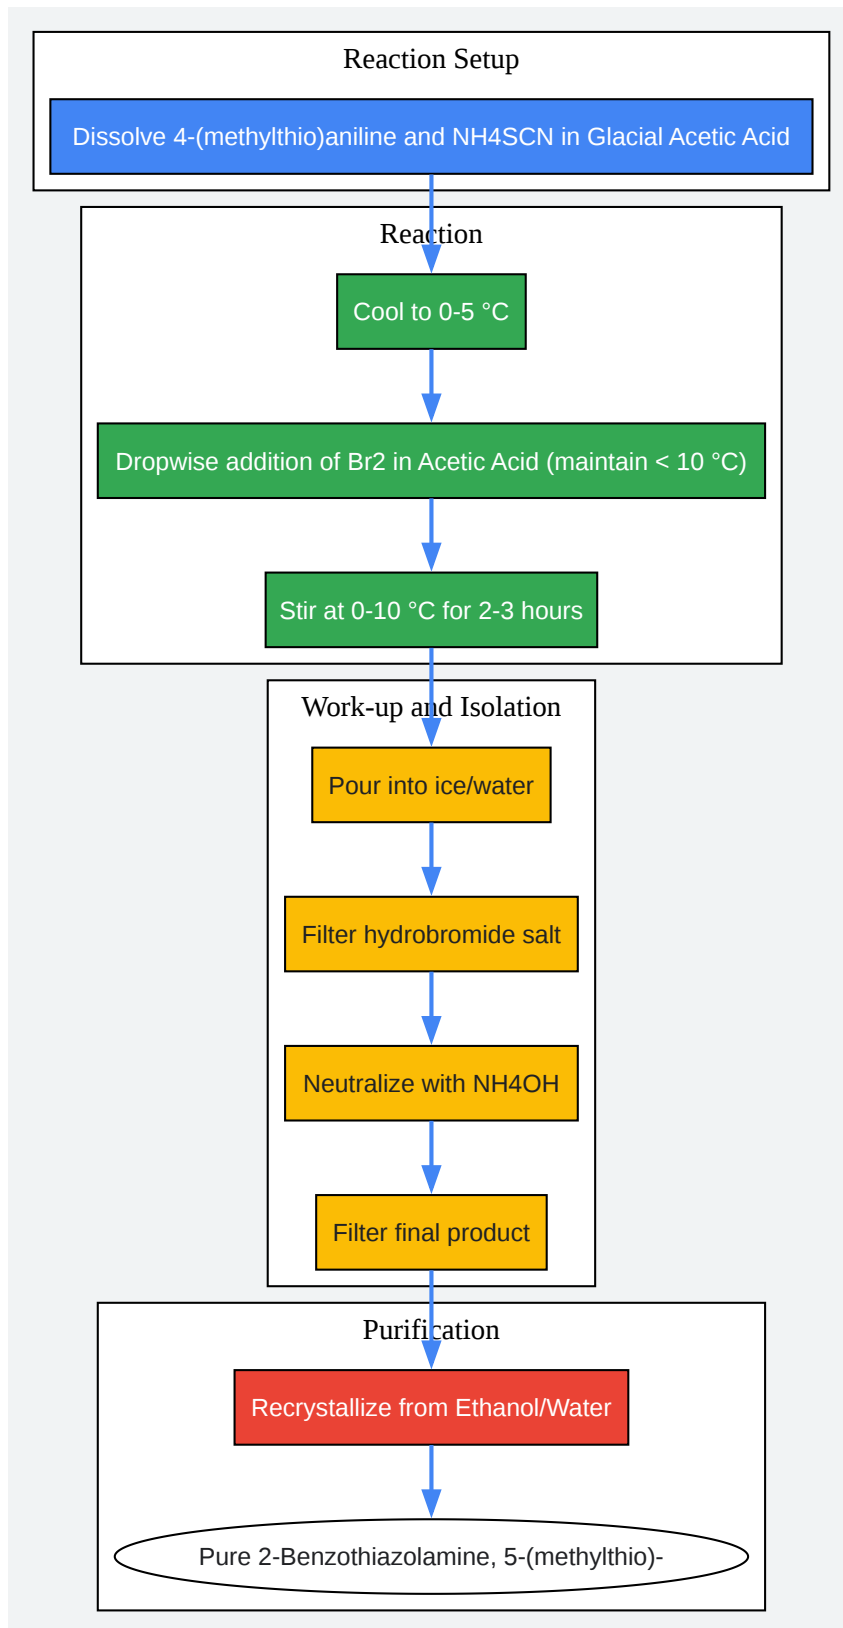 Reaction Setup
Dissolve 4-(methylthio)aniline and NH4SCN in Glacial Acetic Acid
Reaction
Cool to 0-5 °C
Dropwise addition of Br2 in Acetic Acid (maintain < 10 °C)
Stir at 0-10 °C for 2-3 hours
Work-up and Isolation
Pour into ice/water
Filter hydrobromide salt
Neutralize with NH4OH
Filter final product
Purification
Recrystallize from Ethanol/Water
Pure 2-Benzothiazolamine, 5-(methylthio)-